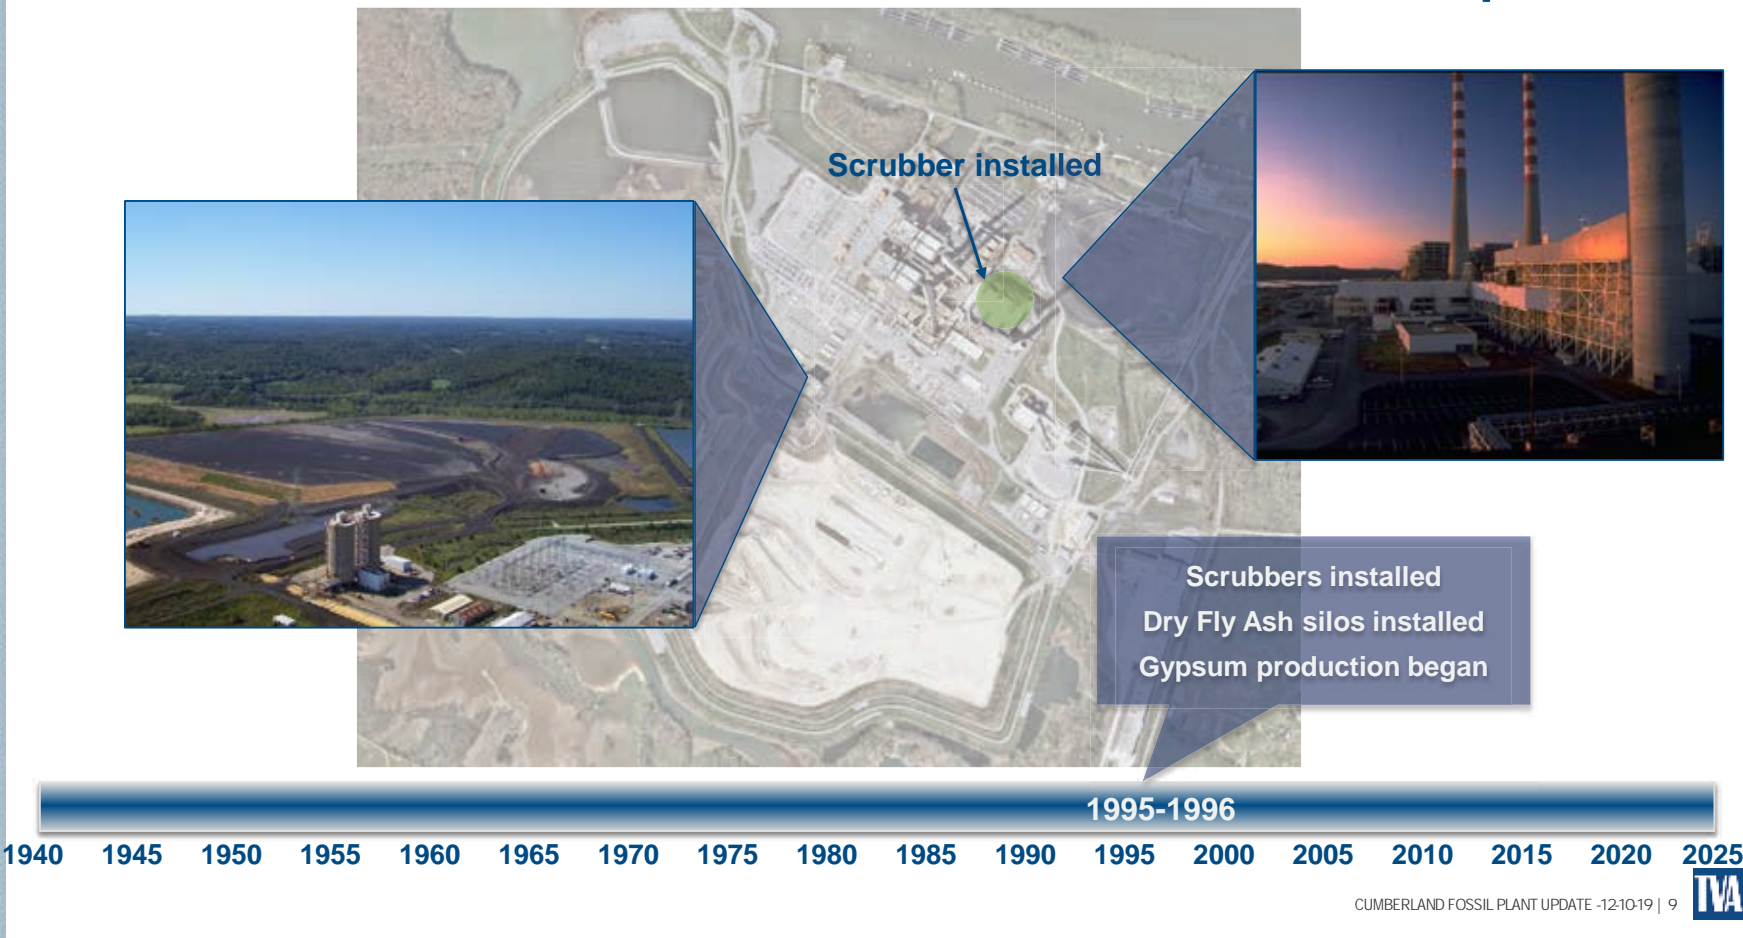 Scrubber installed
Scrubbers installed
Dry Fly Ash silos installed
Gypsum production began
1995-1996
1940 1945 1950 1955 1960 1965 1970 1975 1980 1985 1990 1995 2000 2005 2010 2015 2020 2025
CUMBERLAND FOSSIL PLANT UPDATE -12-10-19 | 9
TVA